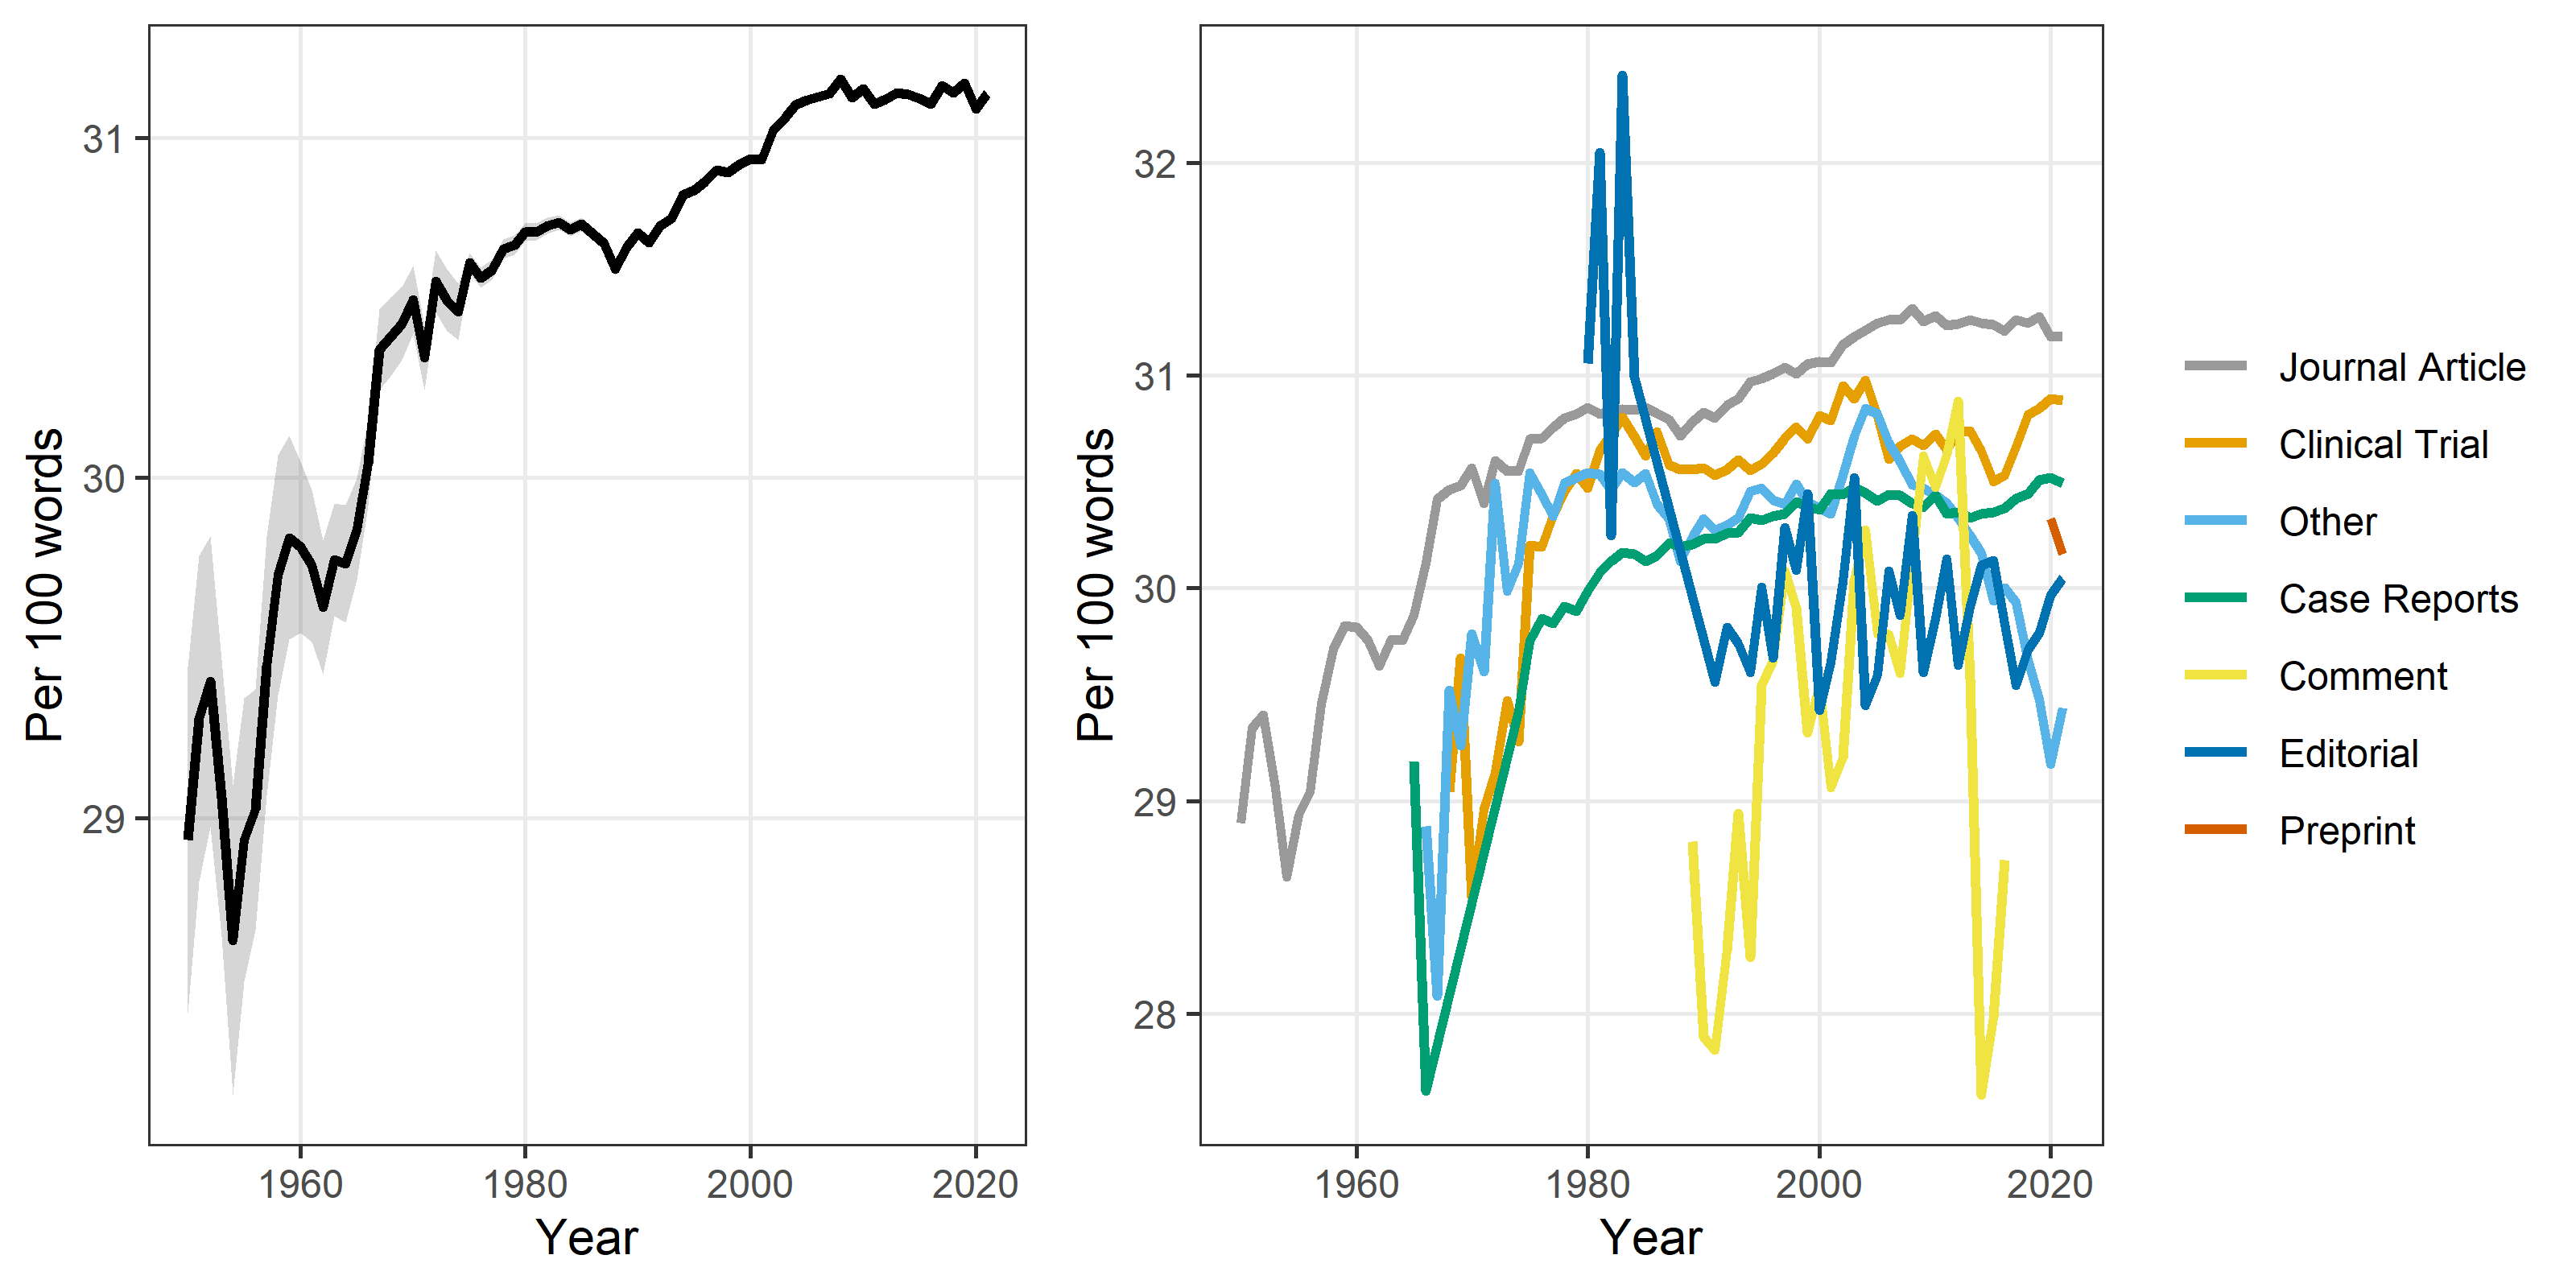 Per 100 words
31
30
29
1960 1980 2000 2020
Year
Per 100 words
32
31
30
29
28
1960 1980 2000 2020
Year
Journal Article
Clinical Trial
Other
Case Reports
Comment
Editorial
Preprint